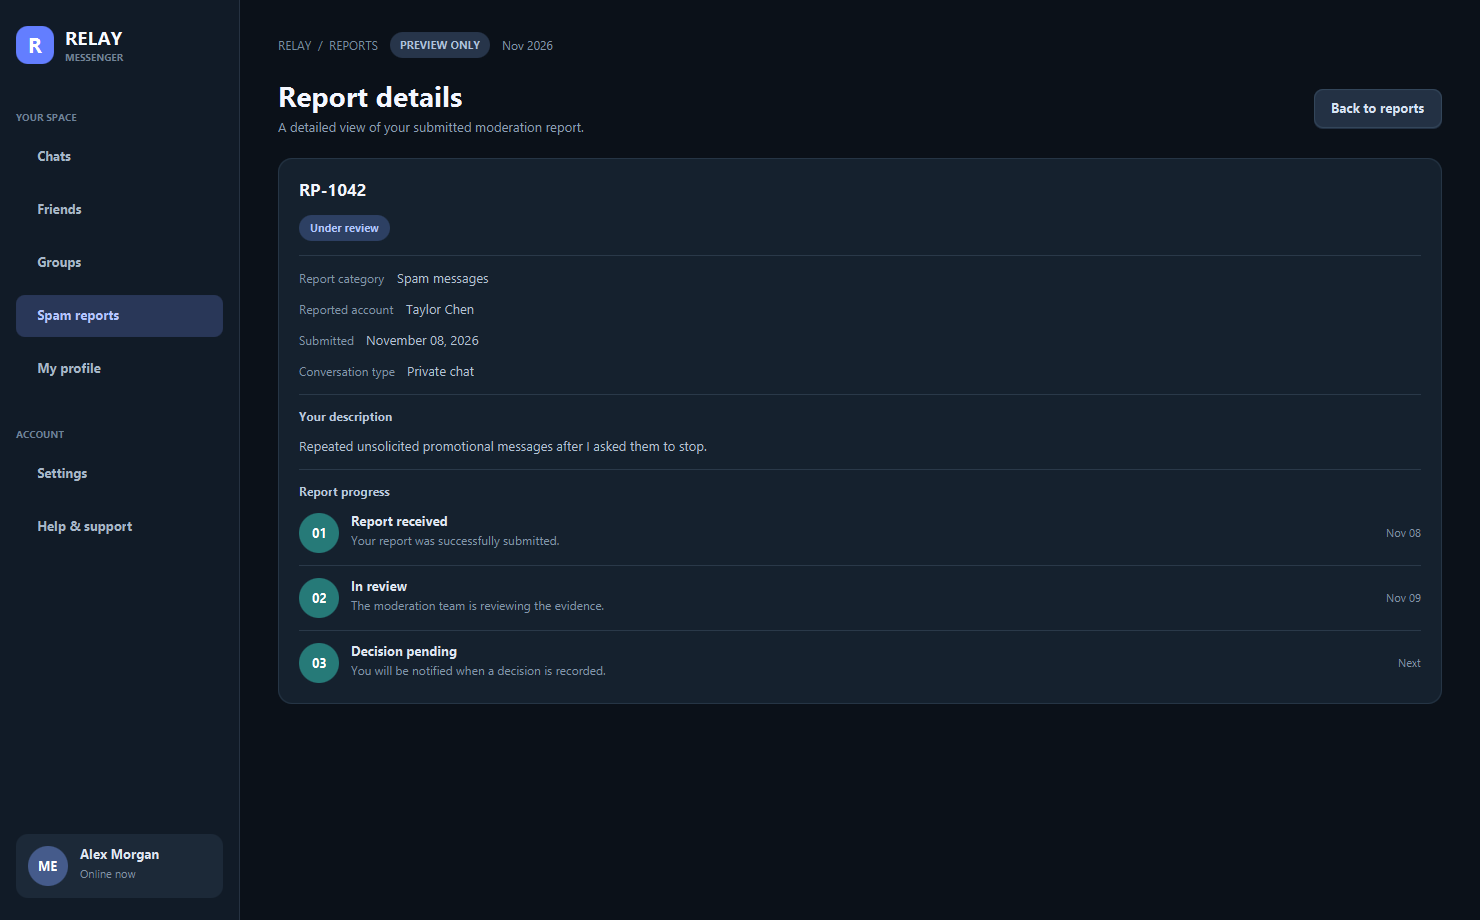 R
RELAY
MESSENGER
YOUR SPACE
Chats
Friends
Groups
Spam reports
My profile
ACCOUNT
Settings
Help & support
ME
Alex Morgan
Online now
RELAY / REPORTS PREVIEW ONLY Nov 2026
Report details
A detailed view of your submitted moderation report.
Back to reports
RP-1042
Under review
Report category Spam messages
Reported account Taylor Chen
Submitted November 08, 2026
Conversation type Private chat
Your description
Repeated unsolicited promotional messages after I asked them to stop.
Report progress
01
Report received
Your report was successfully submitted.
Nov 08
02
In review
The moderation team is reviewing the evidence.
Nov 09
03
Decision pending
You will be notified when a decision is recorded.
Next